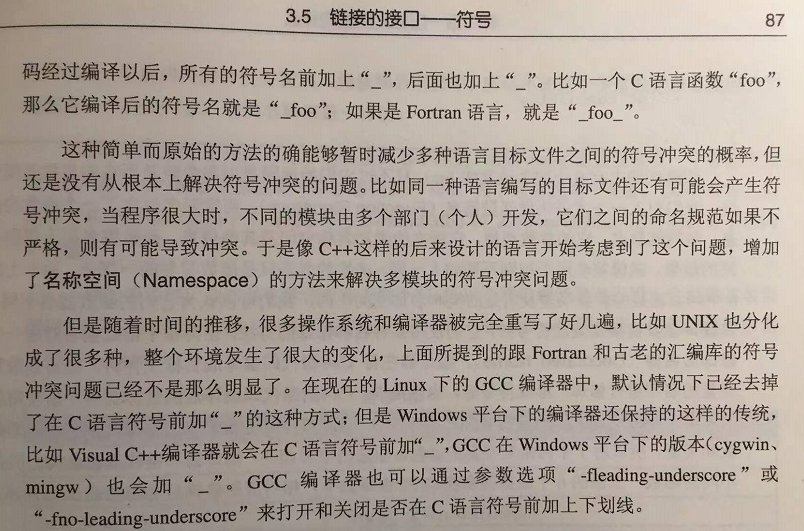 3.5 链接的接口——符号 87
码经过编译以后，所有的符号名前加上“_”，后面也加上“_”。比如一个 C 语言函数“foo”，
那么它编译后的符号名就是“_foo”；如果是 Fortran 语言，就是“_foo_”。
这种简单而原始的方法的确能够暂时减少多种语言目标文件之间的符号冲突的概率，但
还是没有从根本上解决符号冲突的问题。比如同一种语言编写的目标文件还有可能会产生符
号冲突，当程序很大时，不同的模块由多个部门（个人）开发，它们之间的命名规范如果不
严格，则有可能导致冲突。于是像 C++这样的后来设计的语言开始考虑到了这个问题，增加
了名称空间（Namespace）的方法来解决多模块的符号冲突问题。
但是随着时间的推移，很多操作系统和编译器被完全重写了好几遍，比如 UNIX 也分化
成了很多种，整个环境发生了很大的变化，上面所提到的跟 Fortran 和古老的汇编库的符号
冲突问题已经不是那么明显了。在现在的 Linux 下的 GCC 编译器中，默认情况下已经去掉
了在 C 语言符号前加“_”的这种方式；但是 Windows 平台下的编译器还保持的这样的传统，
比如 Visual C++编译器就会在 C 语言符号前加“_”，GCC 在 Windows 平台下的版本（cygwin、
mingw）也会加“_”。GCC 编译器也可以通过参数选项“-fleading-underscore”或
“-fno-leading-underscore”来打开和关闭是否在 C 语言符号前加上下划线。